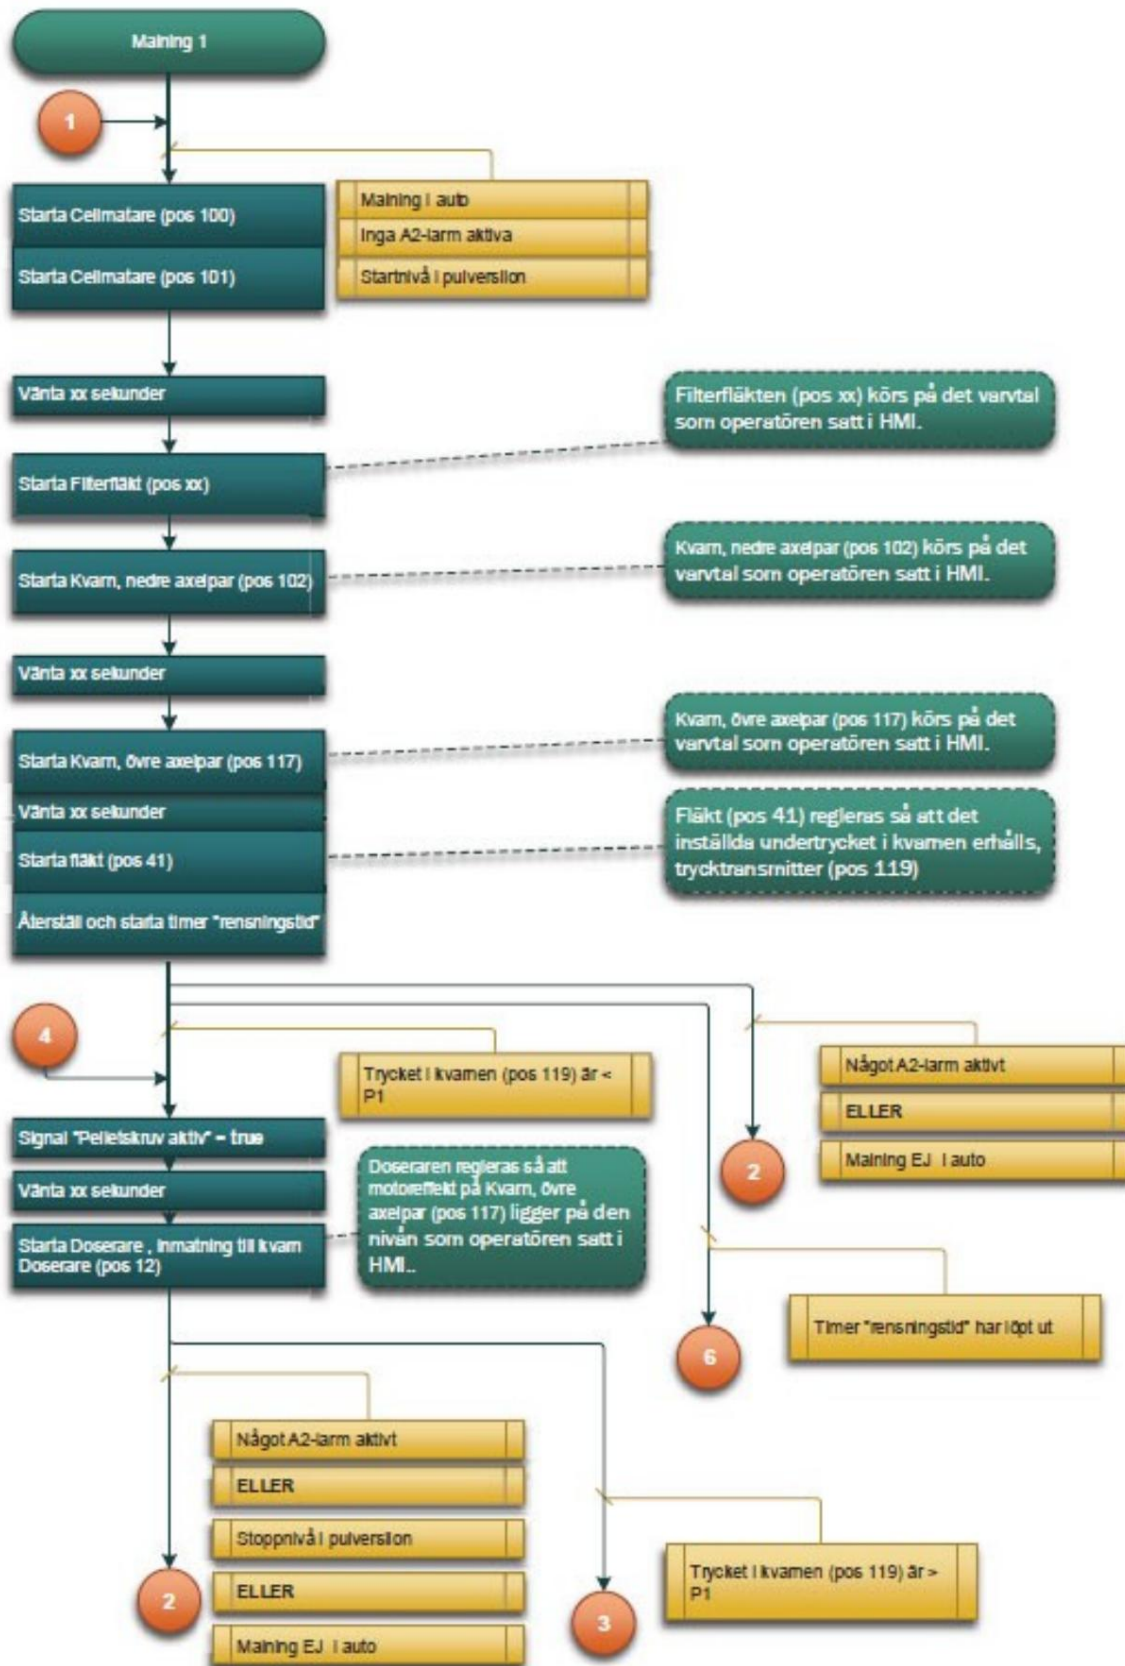 Malning 1
1
Starta Cellmatare (pos 100)
Malning i auto
Inga A2-larm aktiva
Starta Cellmatare (pos 101)
Startnivå i pulversilon
Vänta xx sekunder
Filterfläkten (pos xx) körs på det varvtal
som operatören satt i HMI.
Starta Filterfläkt (pos xx)
Kvarn, nedre axelpar (pos 102) körs på det
varvtal som operatören satt i HMI.
Starta Kvarn, nedre axelpar (pos 102)
Vänta xx sekunder
Kvarn, övre axelpar (pos 117) körs på det
varvtal som operatören satt i HMI.
Starta Kvarn, övre axelpar (pos 117)
Vänta xx sekunder
Starta fläkt (pos 41)
Fläkt (pos 41) regleras så att det
inställda undertrycket i kvarnen erhålls,
trycktransmitter (pos 119)
Återställ och starta timer "rensningstid"
4
Trycket i kvarnen (pos 119) är <
P1
Något A2-larm aktivt
ELLER
Malning EJ i auto
2
Signal "Pelletskruv aktiv" = true
Vänta xx sekunder
Starta Doserare , inmatning till kvarn
Doserare (pos 12)
Doseraren regleras så att
motoreffekt på Kvarn, övre
axelpar (pos 117) ligger på den
nivån som operatören satt i
HMI..
Timer "rensningstid" har löpt ut
6
Något A2-larm aktivt
ELLER
Stoppnivå i pulversilon
ELLER
Malning EJ i auto
2
Trycket i kvarnen (pos 119) är >
P1
3